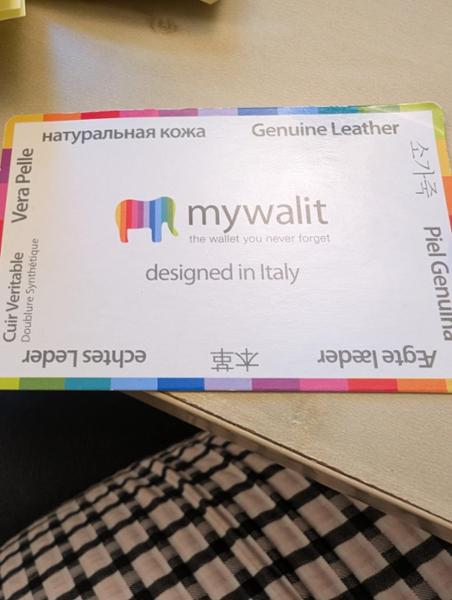 натуральная кожа
Genuine Leather
소가죽
Piel Genuina
Ægte læder
本革
echtes Leder
Cuir Veritable
Doublure Synthétique
Vera Pelle
mywalit
the wallet you never forget
designed in Italy